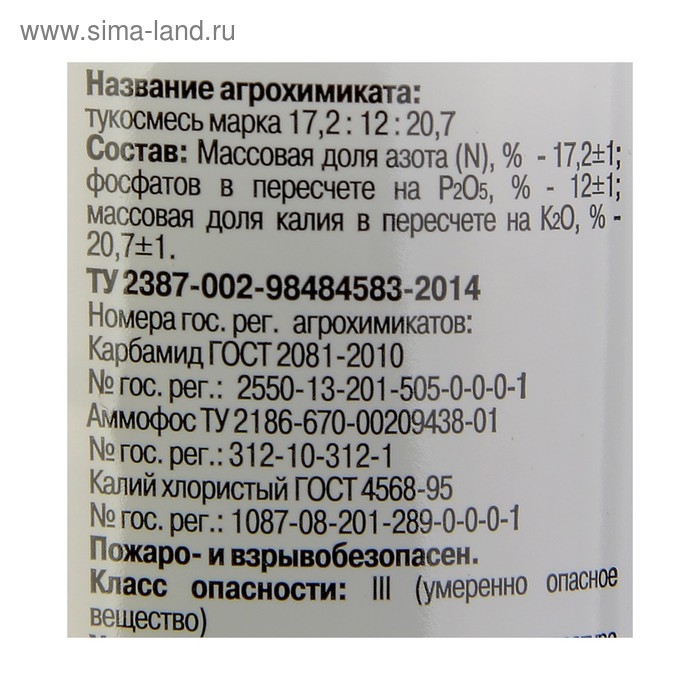 www.sima-land.ru
Название агрохимиката:
тукосмесь марка 17,2 : 12 : 20,7
Состав: Массовая доля азота (N), % - 17,2±1;
фосфатов в пересчете на P2O5, % - 12±1;
массовая доля калия в пересчете на K2O, % -
20,7±1.
ТУ 2387-002-98484583-2014
Номера гос. рег. агрохимикатов:
Карбамид ГОСТ 2081-2010
№ гос. рег.: 2550-13-201-505-0-0-0-1
Аммофос ТУ 2186-670-00209438-01
№ гос. рег.: 312-10-312-1
Калий хлористый ГОСТ 4568-95
№ гос. рег.: 1087-08-201-289-0-0-0-1
Пожаро- и взрывобезопасен.
Класс опасности: III (умеренно опасное
вещество)